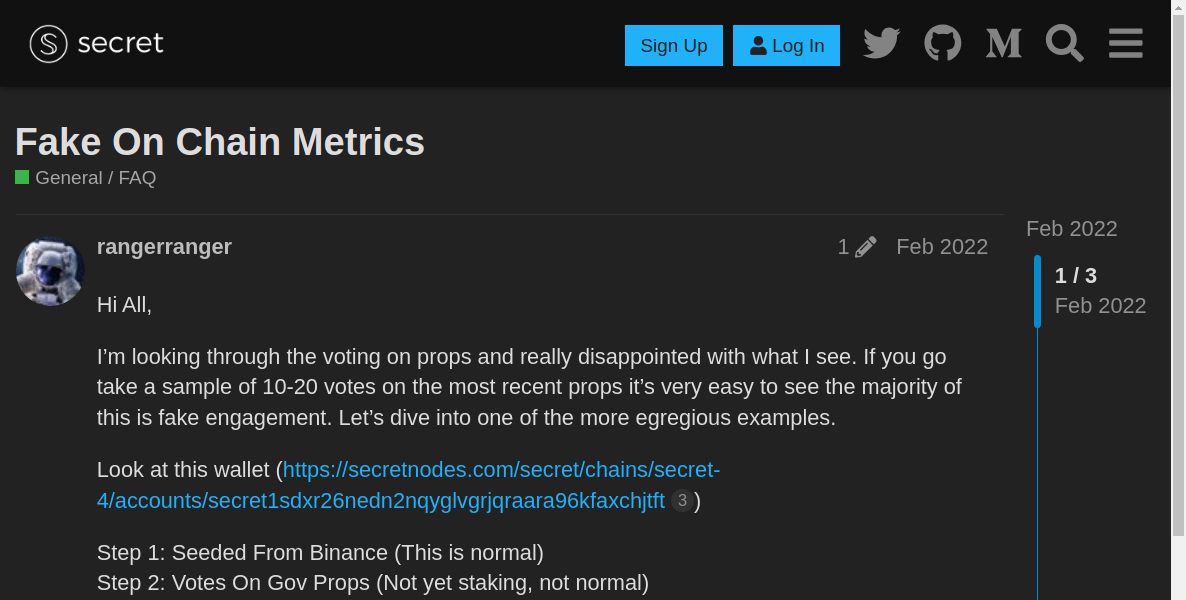 secret
Sign Up
Log In
Fake On Chain Metrics
General / FAQ
rangerranger
1
Feb 2022
Feb 2022
1 / 3
Feb 2022
Hi All,
I’m looking through the voting on props and really disappointed with what I see. If you go
take a sample of 10-20 votes on the most recent props it’s very easy to see the majority of
this is fake engagement. Let’s dive into one of the more egregious examples.
Look at this wallet (https://secretnodes.com/secret/chains/secret-
4/accounts/secret1sdxr26nedn2nqyglvgrjqraara96kfaxchjtft 3 )
Step 1: Seeded From Binance (This is normal)
Step 2: Votes On Gov Props (Not yet staking, not normal)